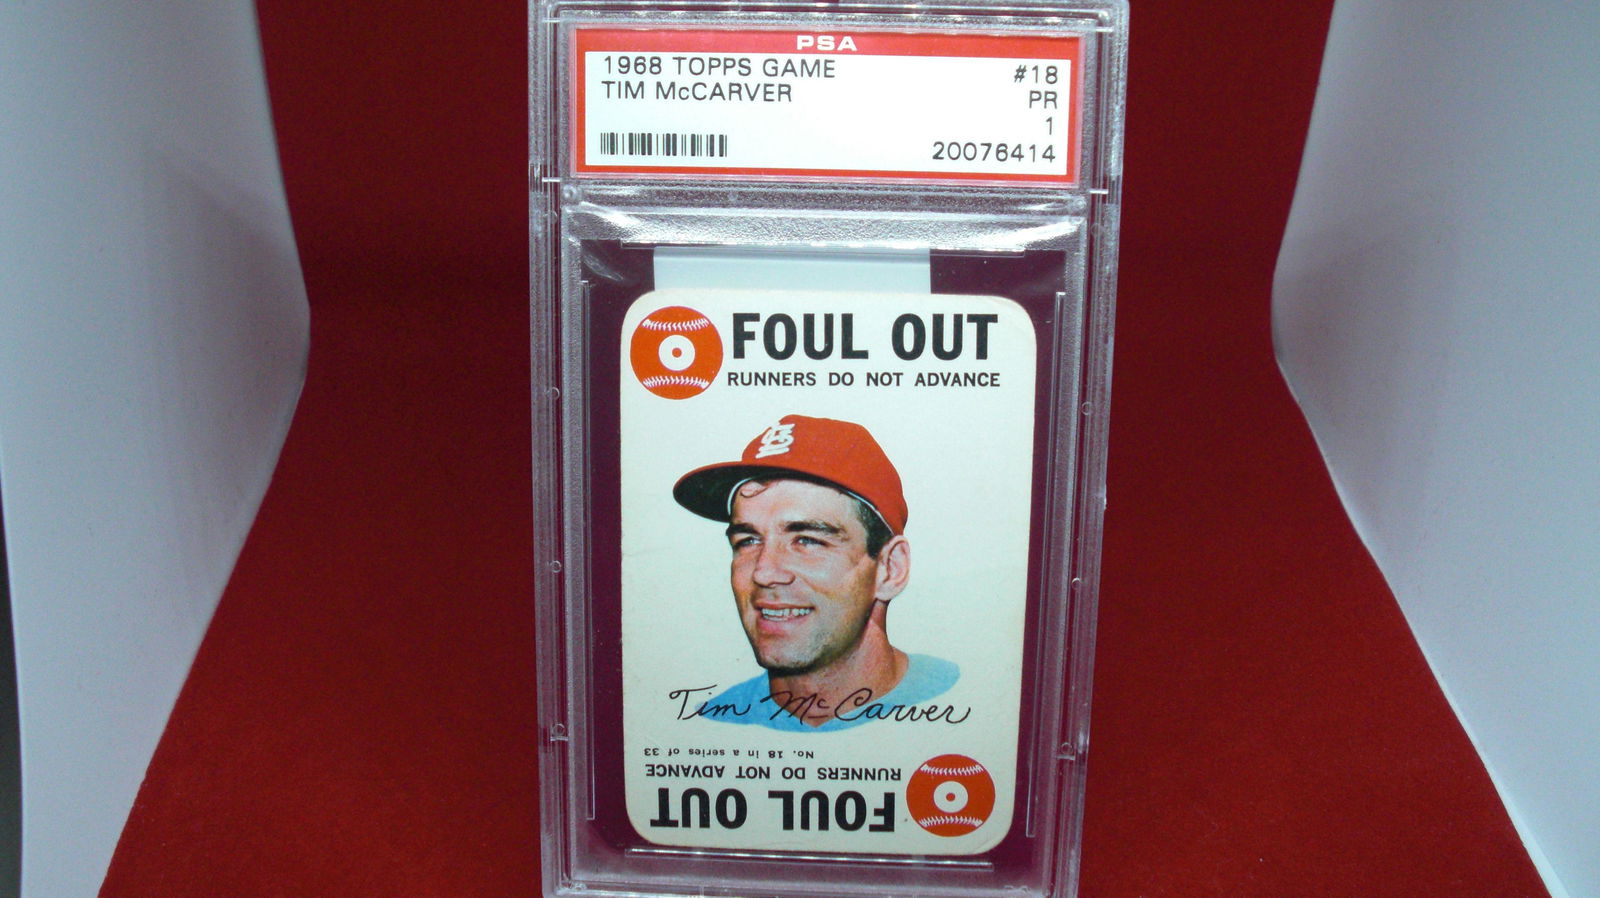 PSA
1968 TOPPS GAME #18
TIM McCARVER PR
1
20076414
FOUL OUT
RUNNERS DO NOT ADVANCE
STL
Tim McCarver
No. 18 in a series of 33
RUNNERS DO NOT ADVANCE
FOUL OUT